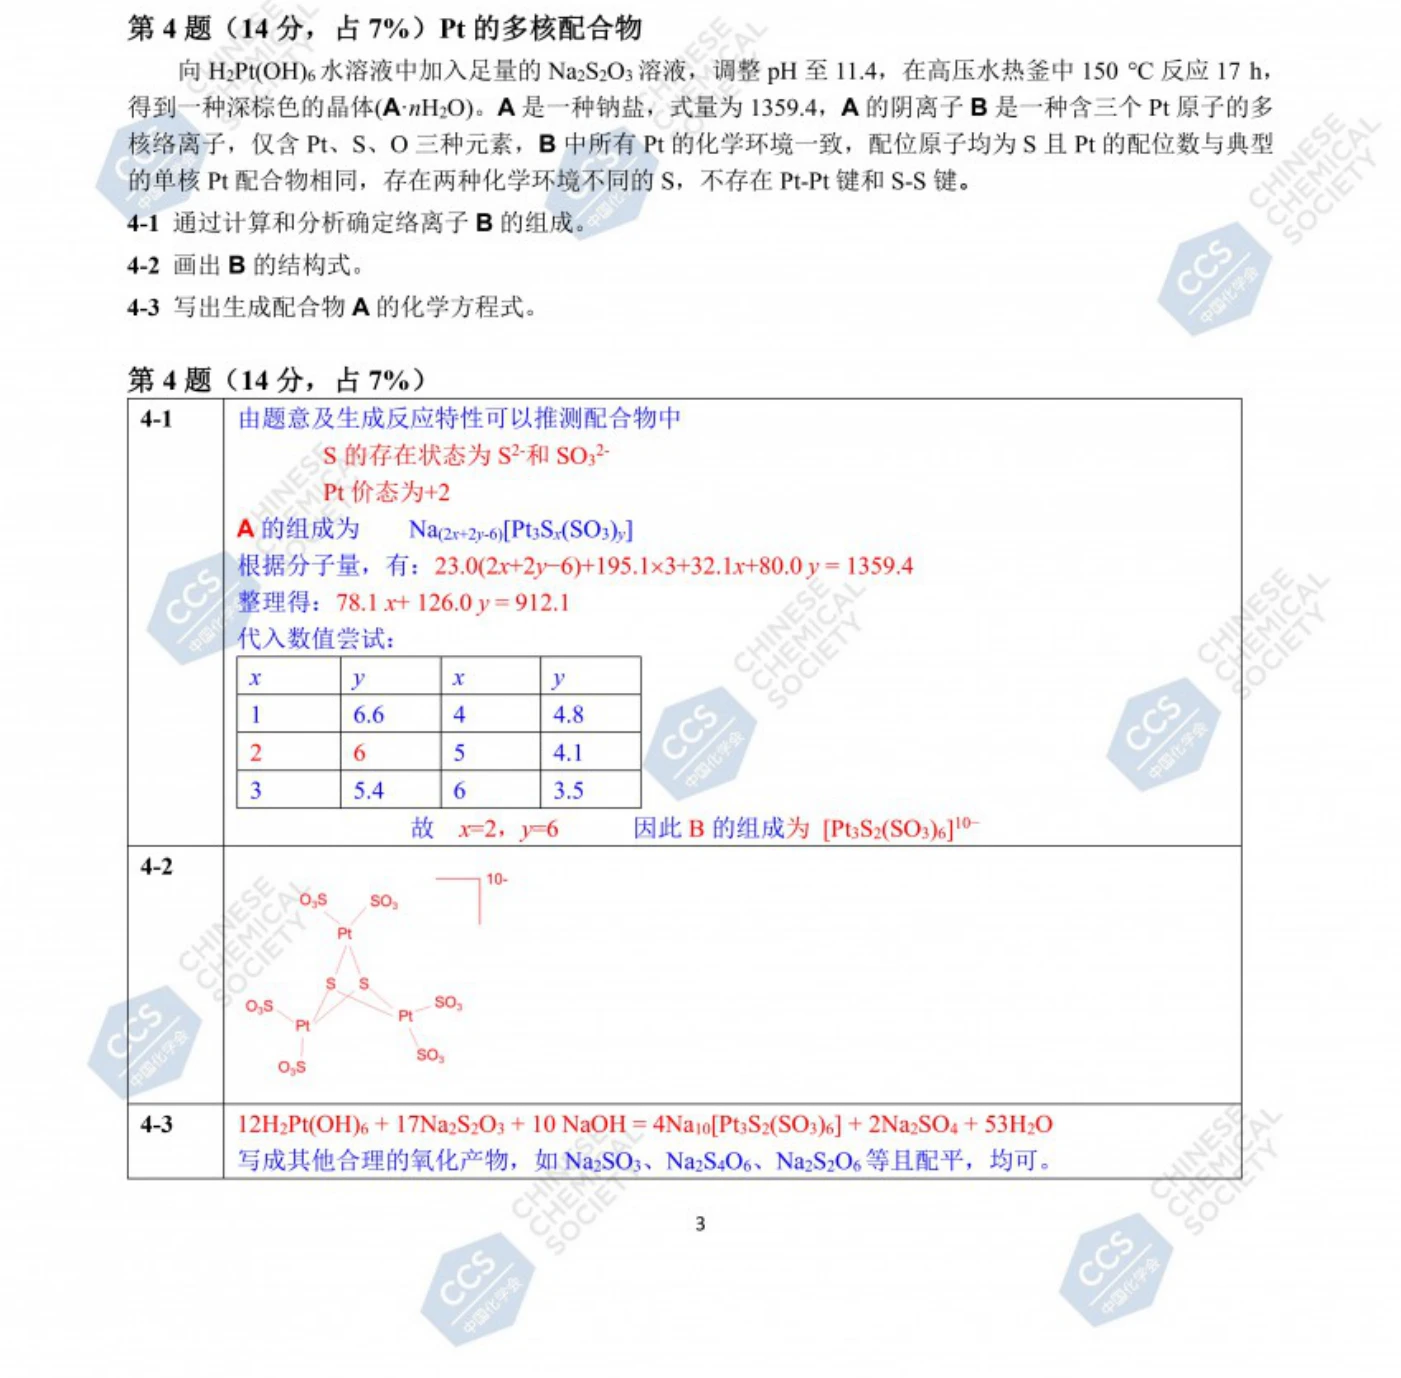 第 4 题（14 分，占 7%）Pt 的多核配合物
向 H₂Pt(OH)₆ 水溶液中加入足量的 Na₂S₂O₃ 溶液，调整 pH 至 11.4，在高压水热釜中 150 °C 反应 17 h，
得到一种深棕色的晶体(A·nH₂O)。A 是一种钠盐，式量为 1359.4，A 的阴离子 B 是一种含三个 Pt 原子的多
核络离子，仅含 Pt、S、O 三种元素，B 中所有 Pt 的化学环境一致，配位原子均为 S 且 Pt 的配位数与典型
的单核 Pt 配合物相同，存在两种化学环境不同的 S，不存在 Pt-Pt 键和 S-S 键。
4-1 通过计算和分析确定络离子 B 的组成。
4-2 画出 B 的结构式。
4-3 写出生成配合物 A 的化学方程式。
第 4 题（14 分，占 7%）
4-1 由题意及生成反应特性可以推测配合物中
S 的存在状态为 S²⁻和 SO₃²⁻
Pt 价态为+2
A 的组成为 Na₍₂ₓ₊₂y₋₆₎[Pt₃Sₓ(SO₃)y]
根据分子量，有：23.0(2x+2y−6)+195.1×3+32.1x+80.0 y = 1359.4
整理得：78.1 x+ 126.0 y = 912.1
代入数值尝试：
x y x y
1 6.6 4 4.8
2 6 5 4.1
3 5.4 6 3.5
故 x=2，y=6 因此 B 的组成为 [Pt₃S₂(SO₃)₆]¹⁰⁻
4-2
10-
O₃S SO₃
Pt
S S
O₃S Pt Pt SO₃
O₃S SO₃
4-3 12H₂Pt(OH)₆ + 17Na₂S₂O₃ + 10 NaOH = 4Na₁₀[Pt₃S₂(SO₃)₆] + 2Na₂SO₄ + 53H₂O
写成其他合理的氧化产物，如 Na₂SO₃、Na₂S₄O₆、Na₂S₂O₆ 等且配平，均可。
3
CCS
中国化学会
CHINESE
CHEMICAL
SOCIETY